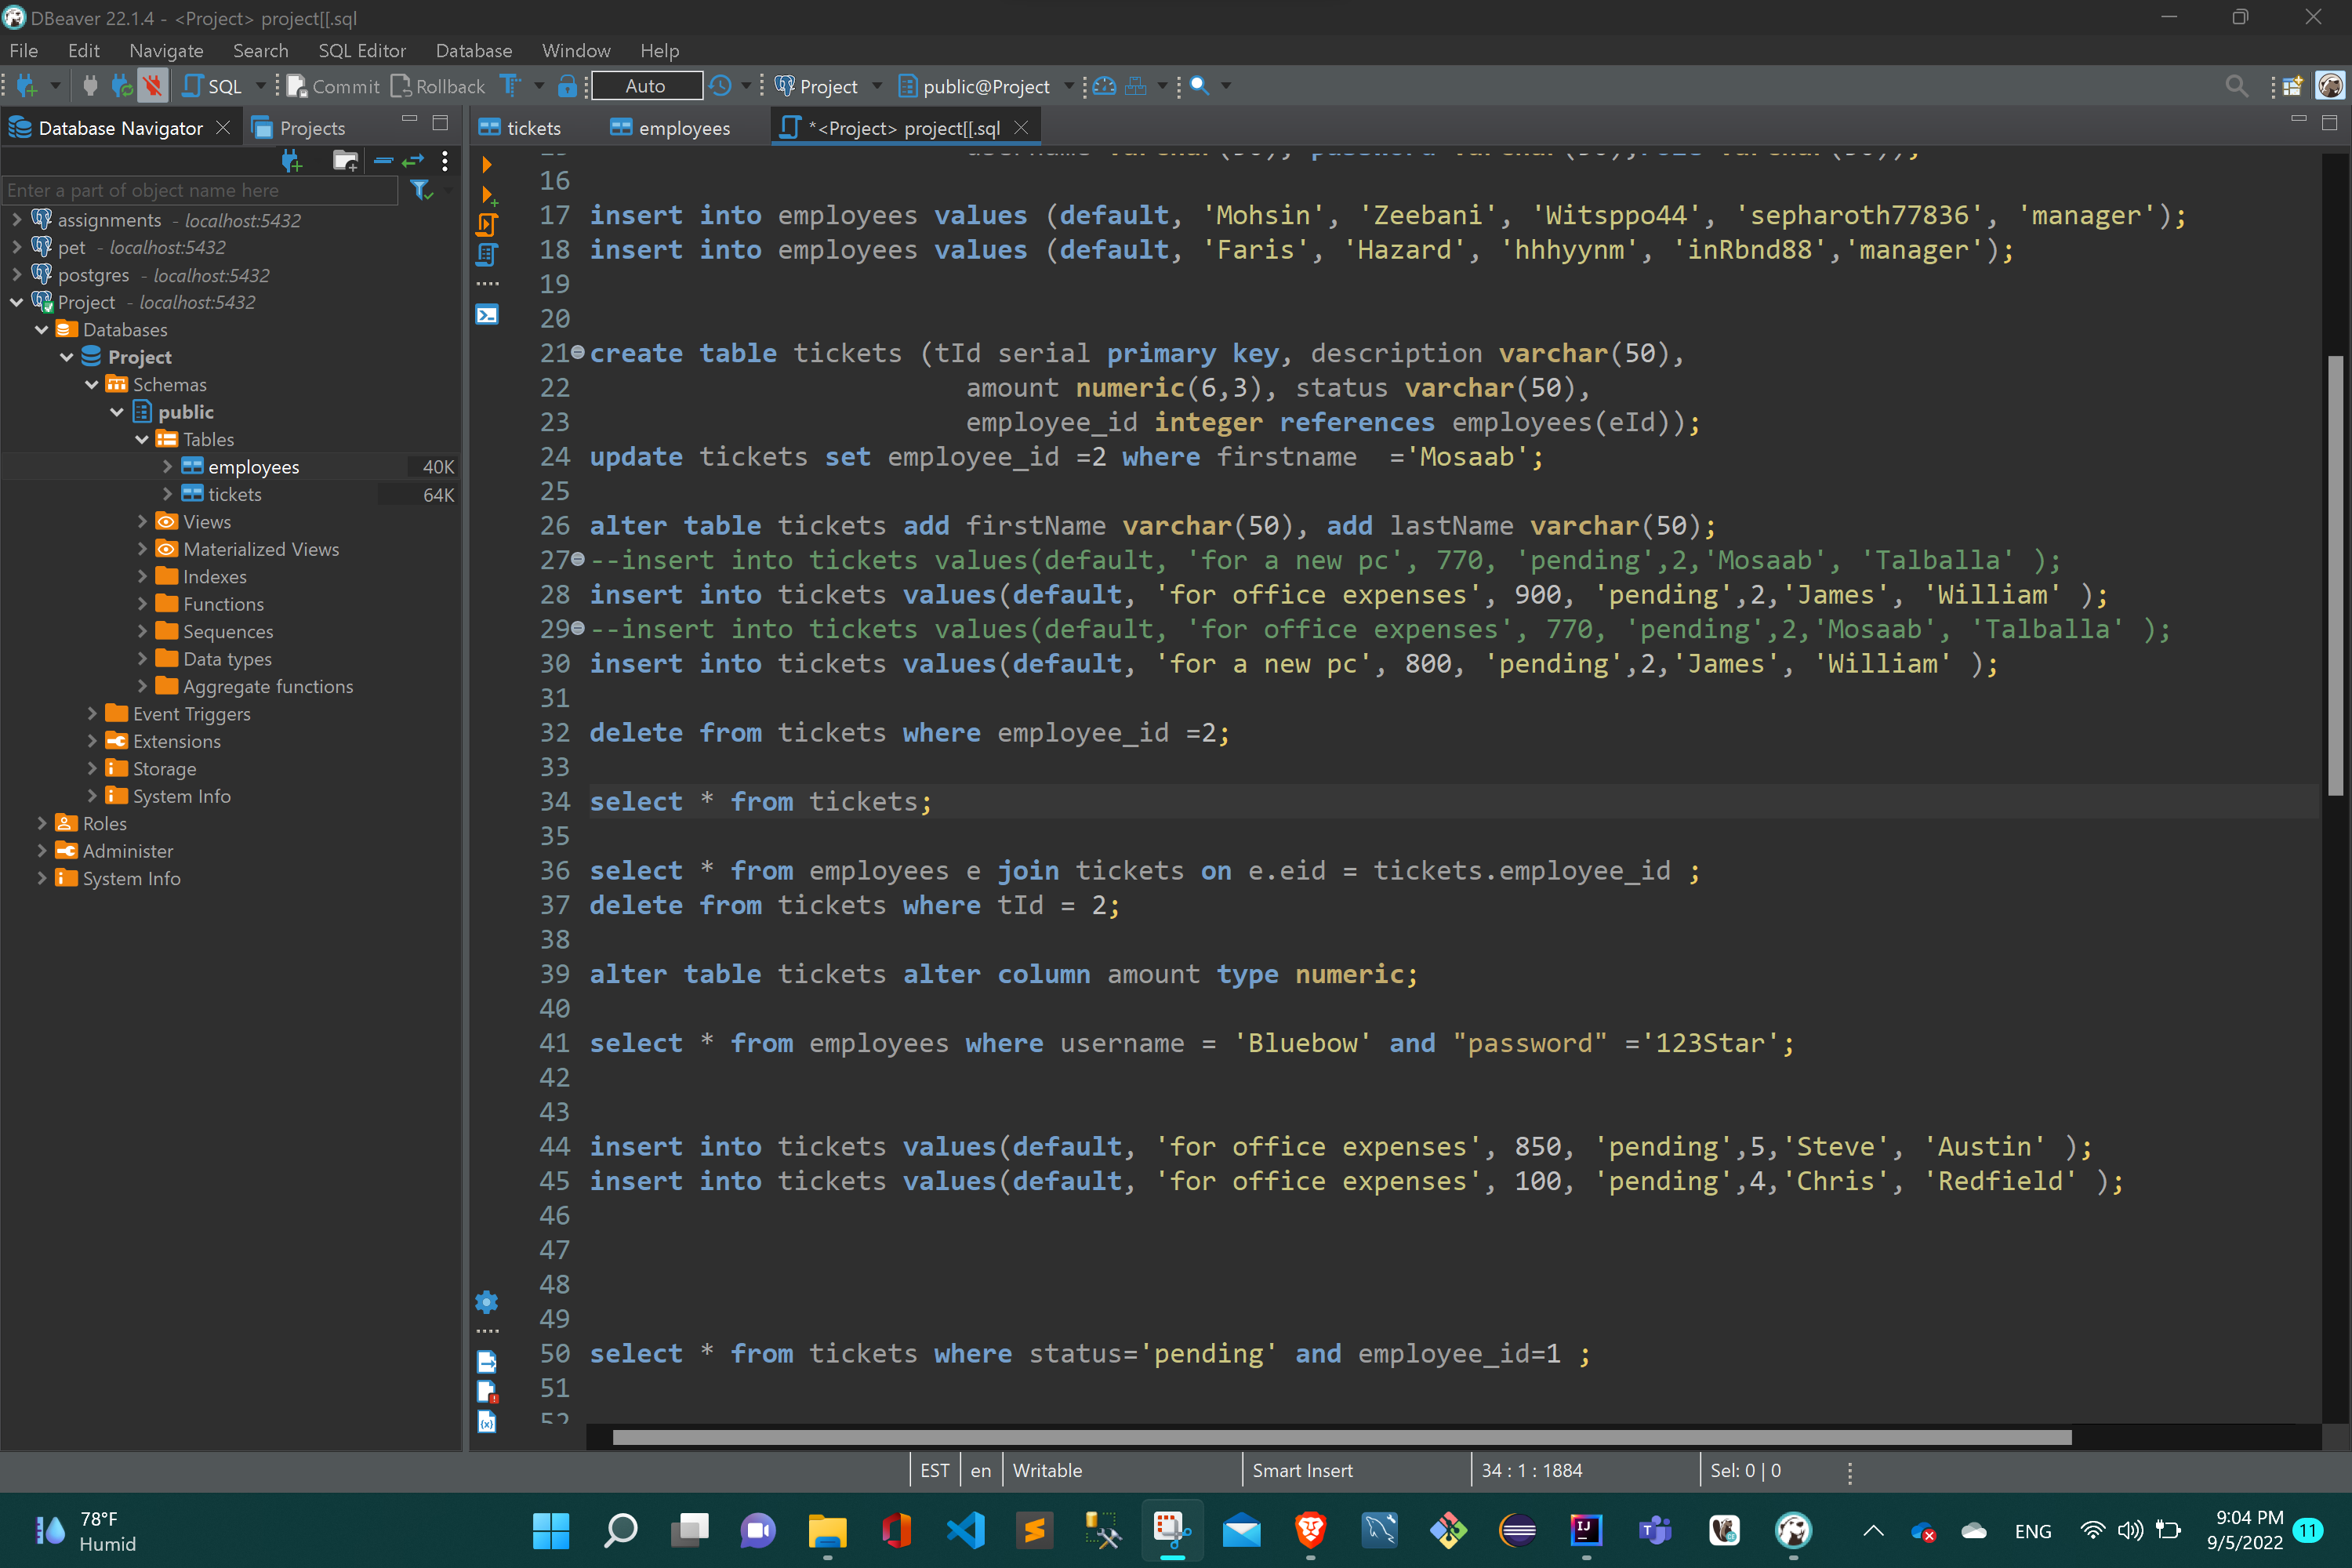 DBeaver 22.1.4 - <Project> project[[.sql
File Edit Navigate Search SQL Editor Database Window Help
SQL Commit Rollback Auto Project public@Project
Database Navigator Projects
tickets employees *<Project> project[[.sql
Enter a part of object name here
assignments - localhost:5432
pet - localhost:5432
postgres - localhost:5432
Project - localhost:5432
Databases
Project
Schemas
public
Tables
employees 40K
tickets 64K
Views
Materialized Views
Indexes
Functions
Sequences
Data types
Aggregate functions
Event Triggers
Extensions
Storage
System Info
Roles
Administer
System Info
16
17 insert into employees values (default, 'Mohsin', 'Zeebani', 'Witsppo44', 'sepharoth77836', 'manager');
18 insert into employees values (default, 'Faris', 'Hazard', 'hhhyynm', 'inRbnd88','manager');
19
20
21 create table tickets (tId serial primary key, description varchar(50),
22 amount numeric(6,3), status varchar(50),
23 employee_id integer references employees(eId));
24 update tickets set employee_id =2 where firstname  ='Mosaab';
25
26 alter table tickets add firstName varchar(50), add lastName varchar(50);
27 --insert into tickets values(default, 'for a new pc', 770, 'pending',2,'Mosaab', 'Talballa' );
28 insert into tickets values(default, 'for office expenses', 900, 'pending',2,'James', 'William' );
29 --insert into tickets values(default, 'for office expenses', 770, 'pending',2,'Mosaab', 'Talballa' );
30 insert into tickets values(default, 'for a new pc', 800, 'pending',2,'James', 'William' );
31
32 delete from tickets where employee_id =2;
33
34 select * from tickets;
35
36 select * from employees e join tickets on e.eid = tickets.employee_id ;
37 delete from tickets where tId = 2;
38
39 alter table tickets alter column amount type numeric;
40
41 select * from employees where username = 'Bluebow' and "password" ='123Star';
42
43
44 insert into tickets values(default, 'for office expenses', 850, 'pending',5,'Steve', 'Austin' );
45 insert into tickets values(default, 'for office expenses', 100, 'pending',4,'Chris', 'Redfield' );
46
47
48
49
50 select * from tickets where status='pending' and employee_id=1 ;
51
52
EST en Writable Smart Insert 34 : 1 : 1884 Sel: 0 | 0
78°F
Humid
ENG
9:04 PM
9/5/2022
11